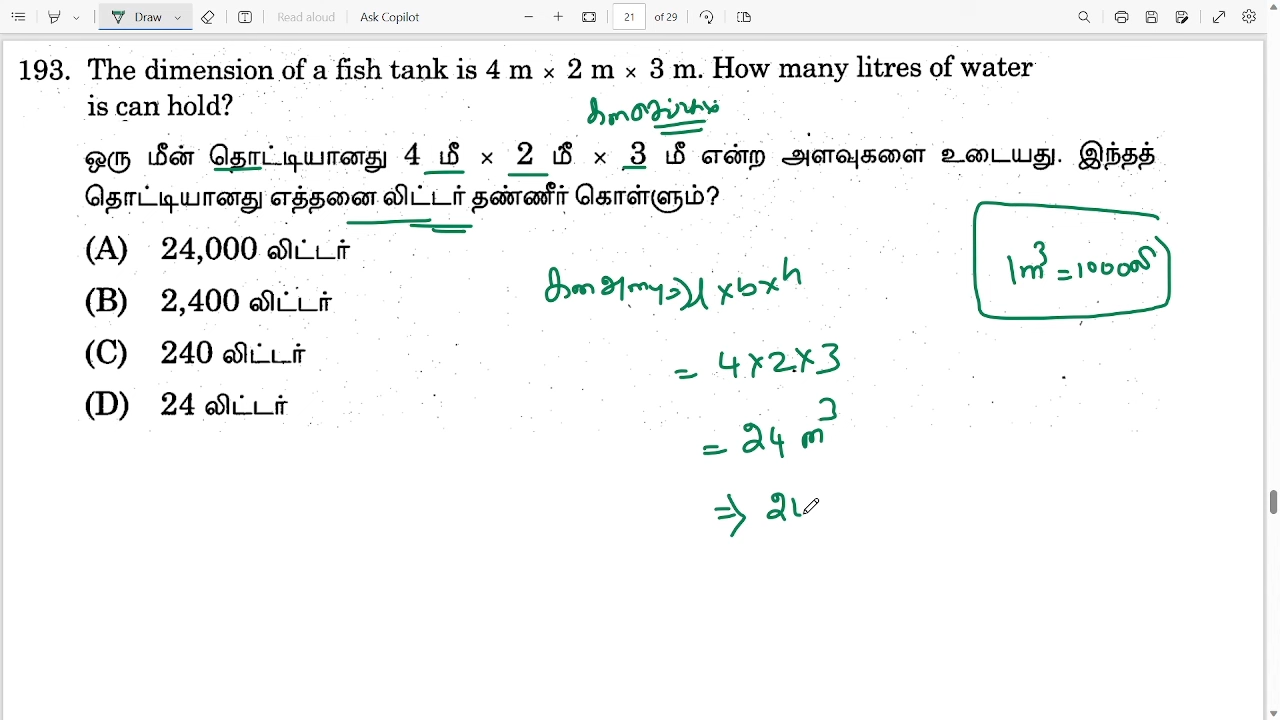 Draw
Read aloud
Ask Copilot
21 of 29
193. The dimension of a fish tank is 4 m × 2 m × 3 m. How many litres of water
is can hold?
ஒரு மீன் தொட்டியானது 4 மீ × 2 மீ × 3 மீ என்ற அளவுகளை உடையது. இந்தத்
தொட்டியானது எத்தனை லிட்டர் தண்ணீர் கொள்ளும்?
(A) 24,000 லிட்டர்
(B) 2,400 லிட்டர்
(C) 240 லிட்டர்
(D) 24 லிட்டர்
1m³ = 1000
l × b × h
= 4 × 2 × 3
= 24 m³
⇒ 2